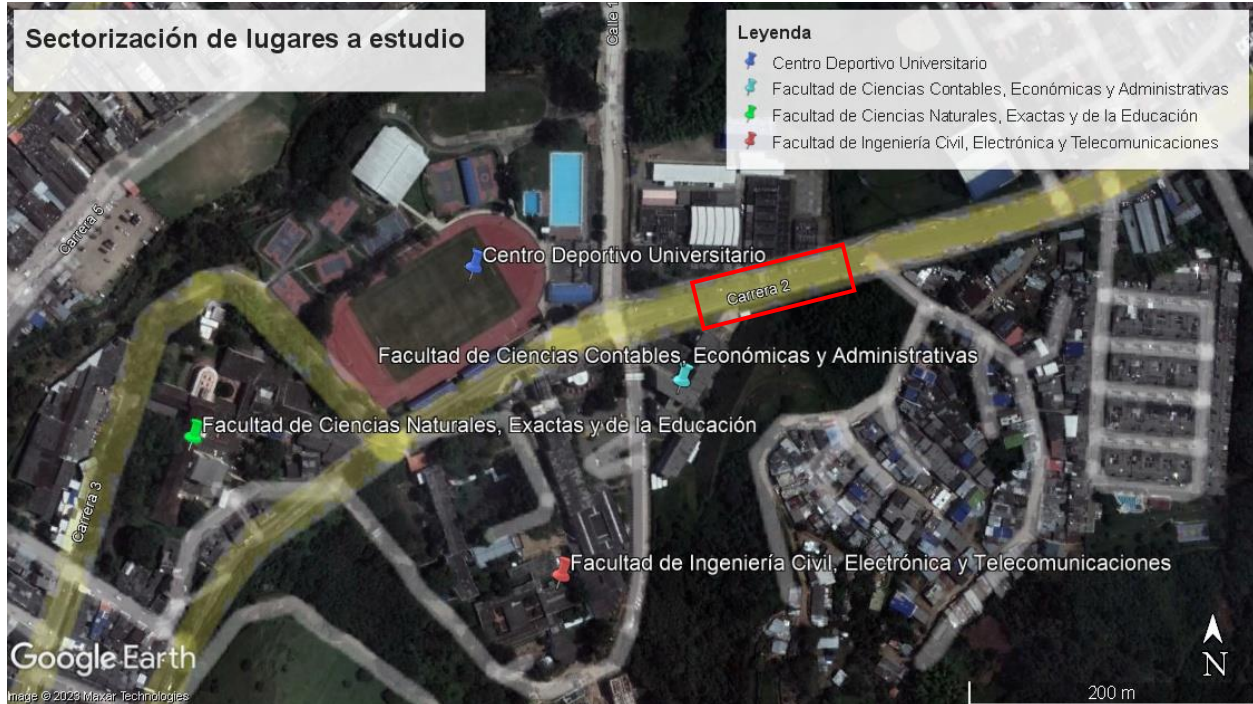 Sectorización de lugares a estudio
Leyenda
Centro Deportivo Universitario
Facultad de Ciencias Contables, Económicas y Administrativas
Facultad de Ciencias Naturales, Exactas y de la Educación
Facultad de Ingeniería Civil, Electrónica y Telecomunicaciones
Calle 1
Carrera 5
Centro Deportivo Universitario
Carrera 2
Facultad de Ciencias Contables, Económicas y Administrativas
Facultad de Ciencias Naturales, Exactas y de la Educación
Carrera 3
Facultad de Ingeniería Civil, Electrónica y Telecomunicaciones
Google Earth
Image © 2023 Maxar Technologies
N
200 m